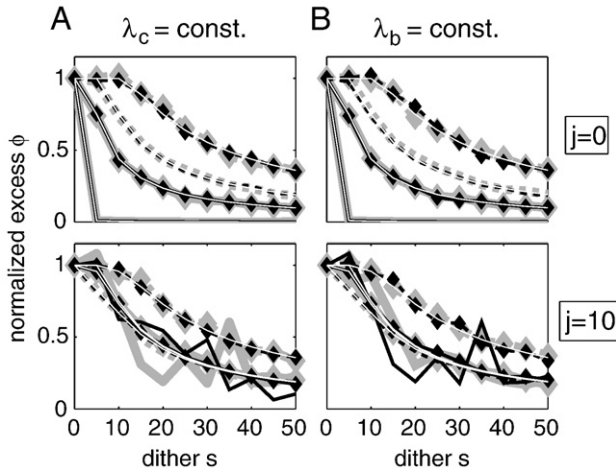 A
λc = const.
B
λb = const.
1
0.5
0
j=0
normalized excess ϕ
1
0.5
0
j=10
0 10 20 30 40 50
0 10 20 30 40 50
dither s
dither s